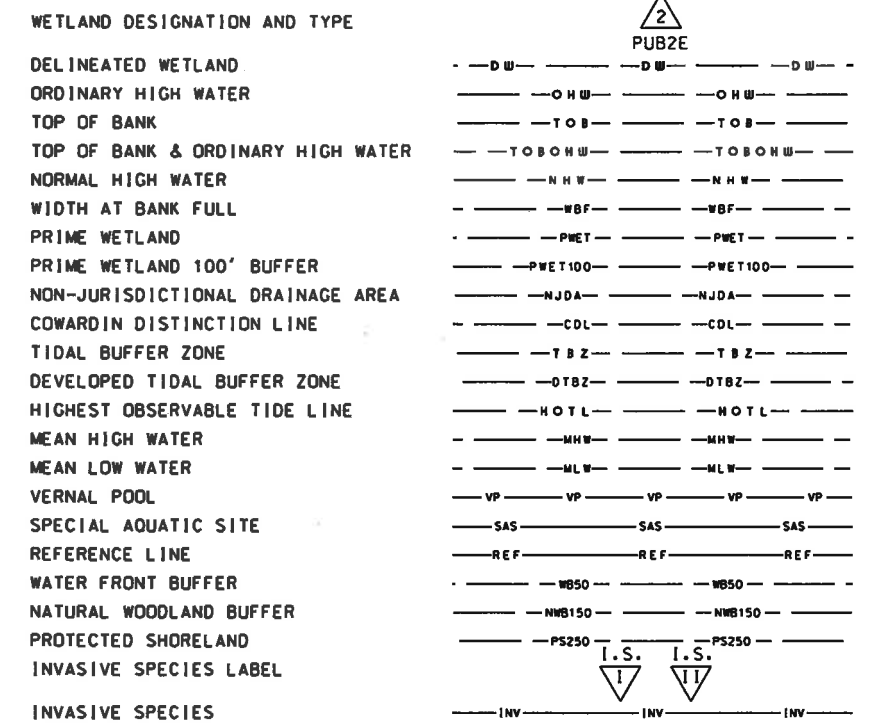 WETLAND DESIGNATION AND TYPE 2
PUB2E
DELINEATED WETLAND DW DW DW
ORDINARY HIGH WATER OHW OHW
TOP OF BANK TOB TOB
TOP OF BANK & ORDINARY HIGH WATER TOBOHW TOBOHW
NORMAL HIGH WATER NHW NHW
WIDTH AT BANK FULL WBF WBF
PRIME WETLAND PWET PWET
PRIME WETLAND 100' BUFFER PWET100 PWET100
NON-JURISDICTIONAL DRAINAGE AREA NJDA NJDA
COWARDIN DISTINCTION LINE CDL CDL
TIDAL BUFFER ZONE TBZ TBZ
DEVELOPED TIDAL BUFFER ZONE DTBZ DTBZ
HIGHEST OBSERVABLE TIDE LINE HOTL HOTL
MEAN HIGH WATER MHW MHW
MEAN LOW WATER MLW MLW
VERNAL POOL VP VP VP VP VP
SPECIAL AQUATIC SITE SAS SAS SAS
REFERENCE LINE REF REF REF
WATER FRONT BUFFER WB50 WB50
NATURAL WOODLAND BUFFER NWB150 NWB150
PROTECTED SHORELAND PS250 PS250
I.S. I.S.
INVASIVE SPECIES LABEL I II
INVASIVE SPECIES INV INV INV